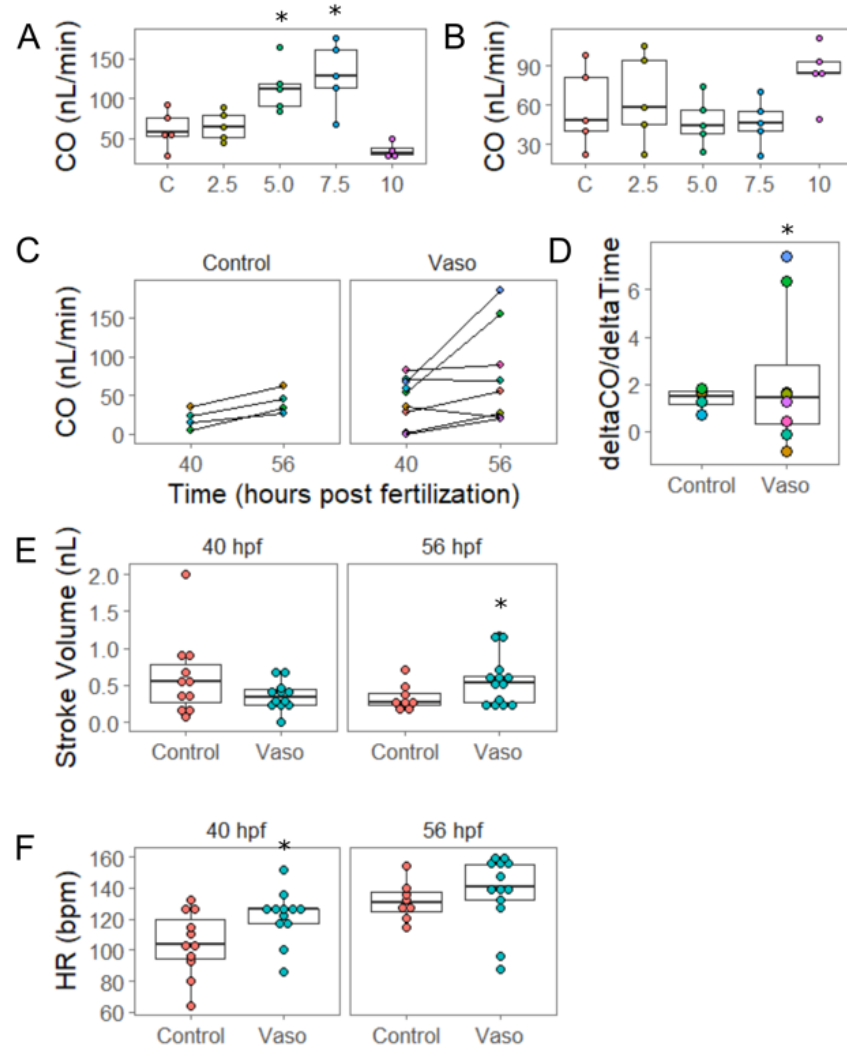 A
B
* *
CO (nL/min)
150
100
50
C 2.5 5.0 7.5 10
CO (nL/min)
90
60
30
C 2.5 5.0 7.5 10
C
Control Vaso
CO (nL/min)
150
100
50
0
40 56 40 56
Time (hours post fertilization)
D
*
deltaCO/deltaTime
6
4
2
0
Control Vaso
E
40 hpf 56 hpf
*
Stroke Volume (nL)
2.0
1.5
1.0
0.5
0.0
Control Vaso Control Vaso
F
40 hpf 56 hpf
*
HR (bpm)
160
140
120
100
80
60
Control Vaso Control Vaso